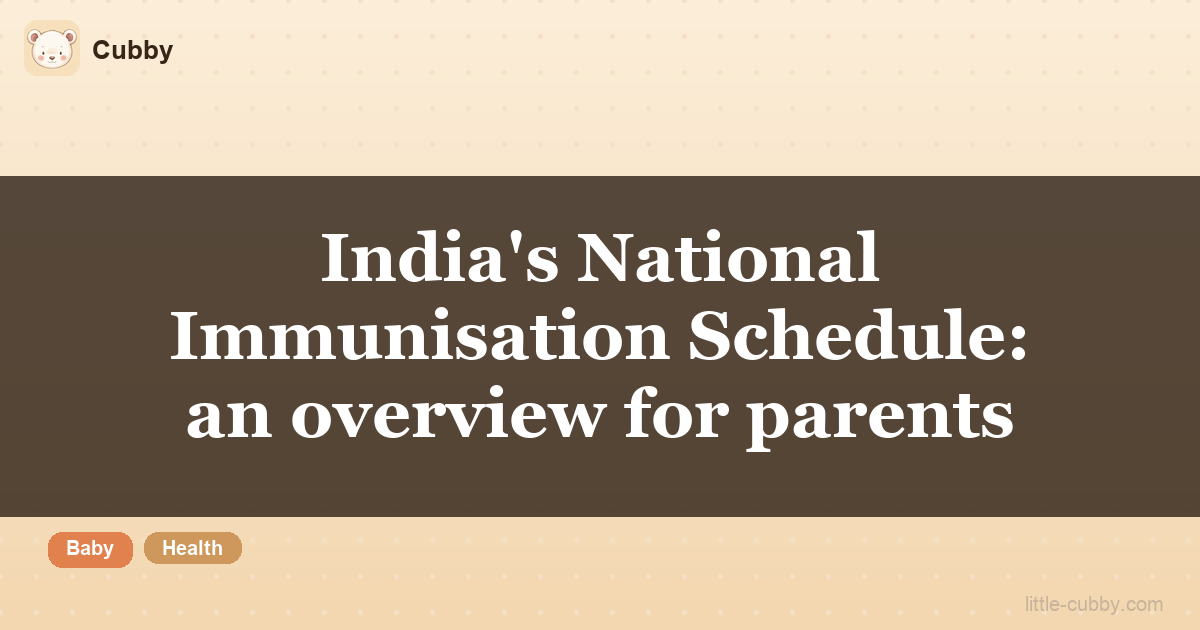 Cubby
India's National
Immunisation Schedule:
an overview for parents
Baby
Health
little-cubby.com